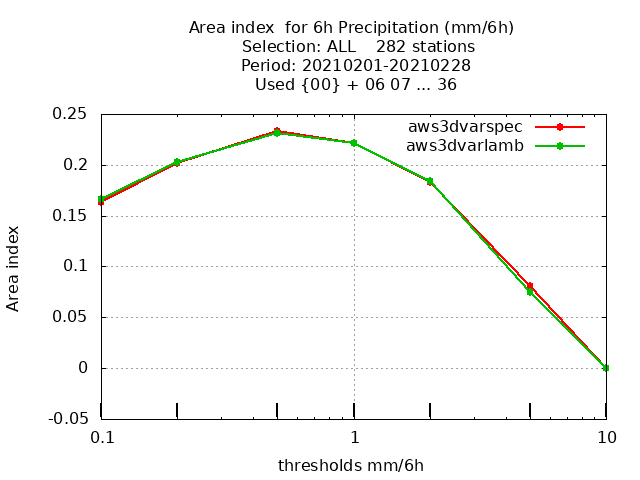 Area index  for 6h Precipitation (mm/6h)
Selection: ALL    282 stations
Period: 20210201-20210228
Used {00} + 06 07 ... 36
aws3dvarspec
aws3dvarlamb
0.25
0.2
0.15
0.1
0.05
0
-0.05
Area index
0.1 1 10
thresholds mm/6h